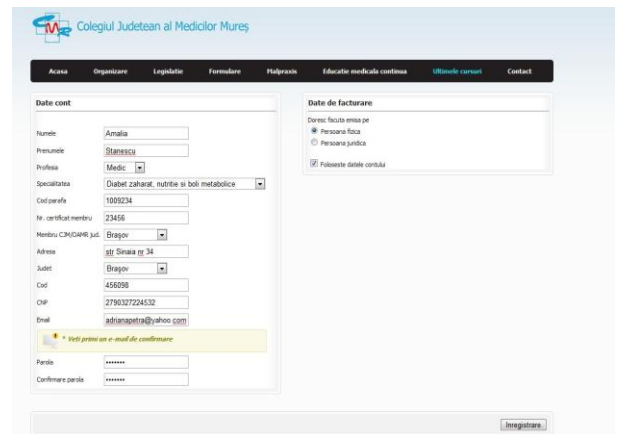 CMR Colegiul Judetean al Medicilor Mureș
Acasa Organizare Legislatie Formulare Malpraxis Educatie medicala continua Ultimele cursuri Contact
Date cont
Numele Amalia
Prenumele Stanescu
Profesia Medic
Specialitatea Diabet zaharat, nutritie si boli metabolice
Cod parafa 1009234
Nr. certificat membru 23456
Membru CJM/OAMR jud. Brașov
Adresa str Sinaia nr 34
Judet Brașov
Cod 456098
CNP 2790327224532
Email adrianapetra@yahoo.com
* Veti primi un e-mail de confirmare
Parola •••••••
Confirmare parola •••••••
Date de facturare
Doresc facuta emisa pe
Persoana fizica
Persoana juridica
Foloseste datele contului
Inregistrare